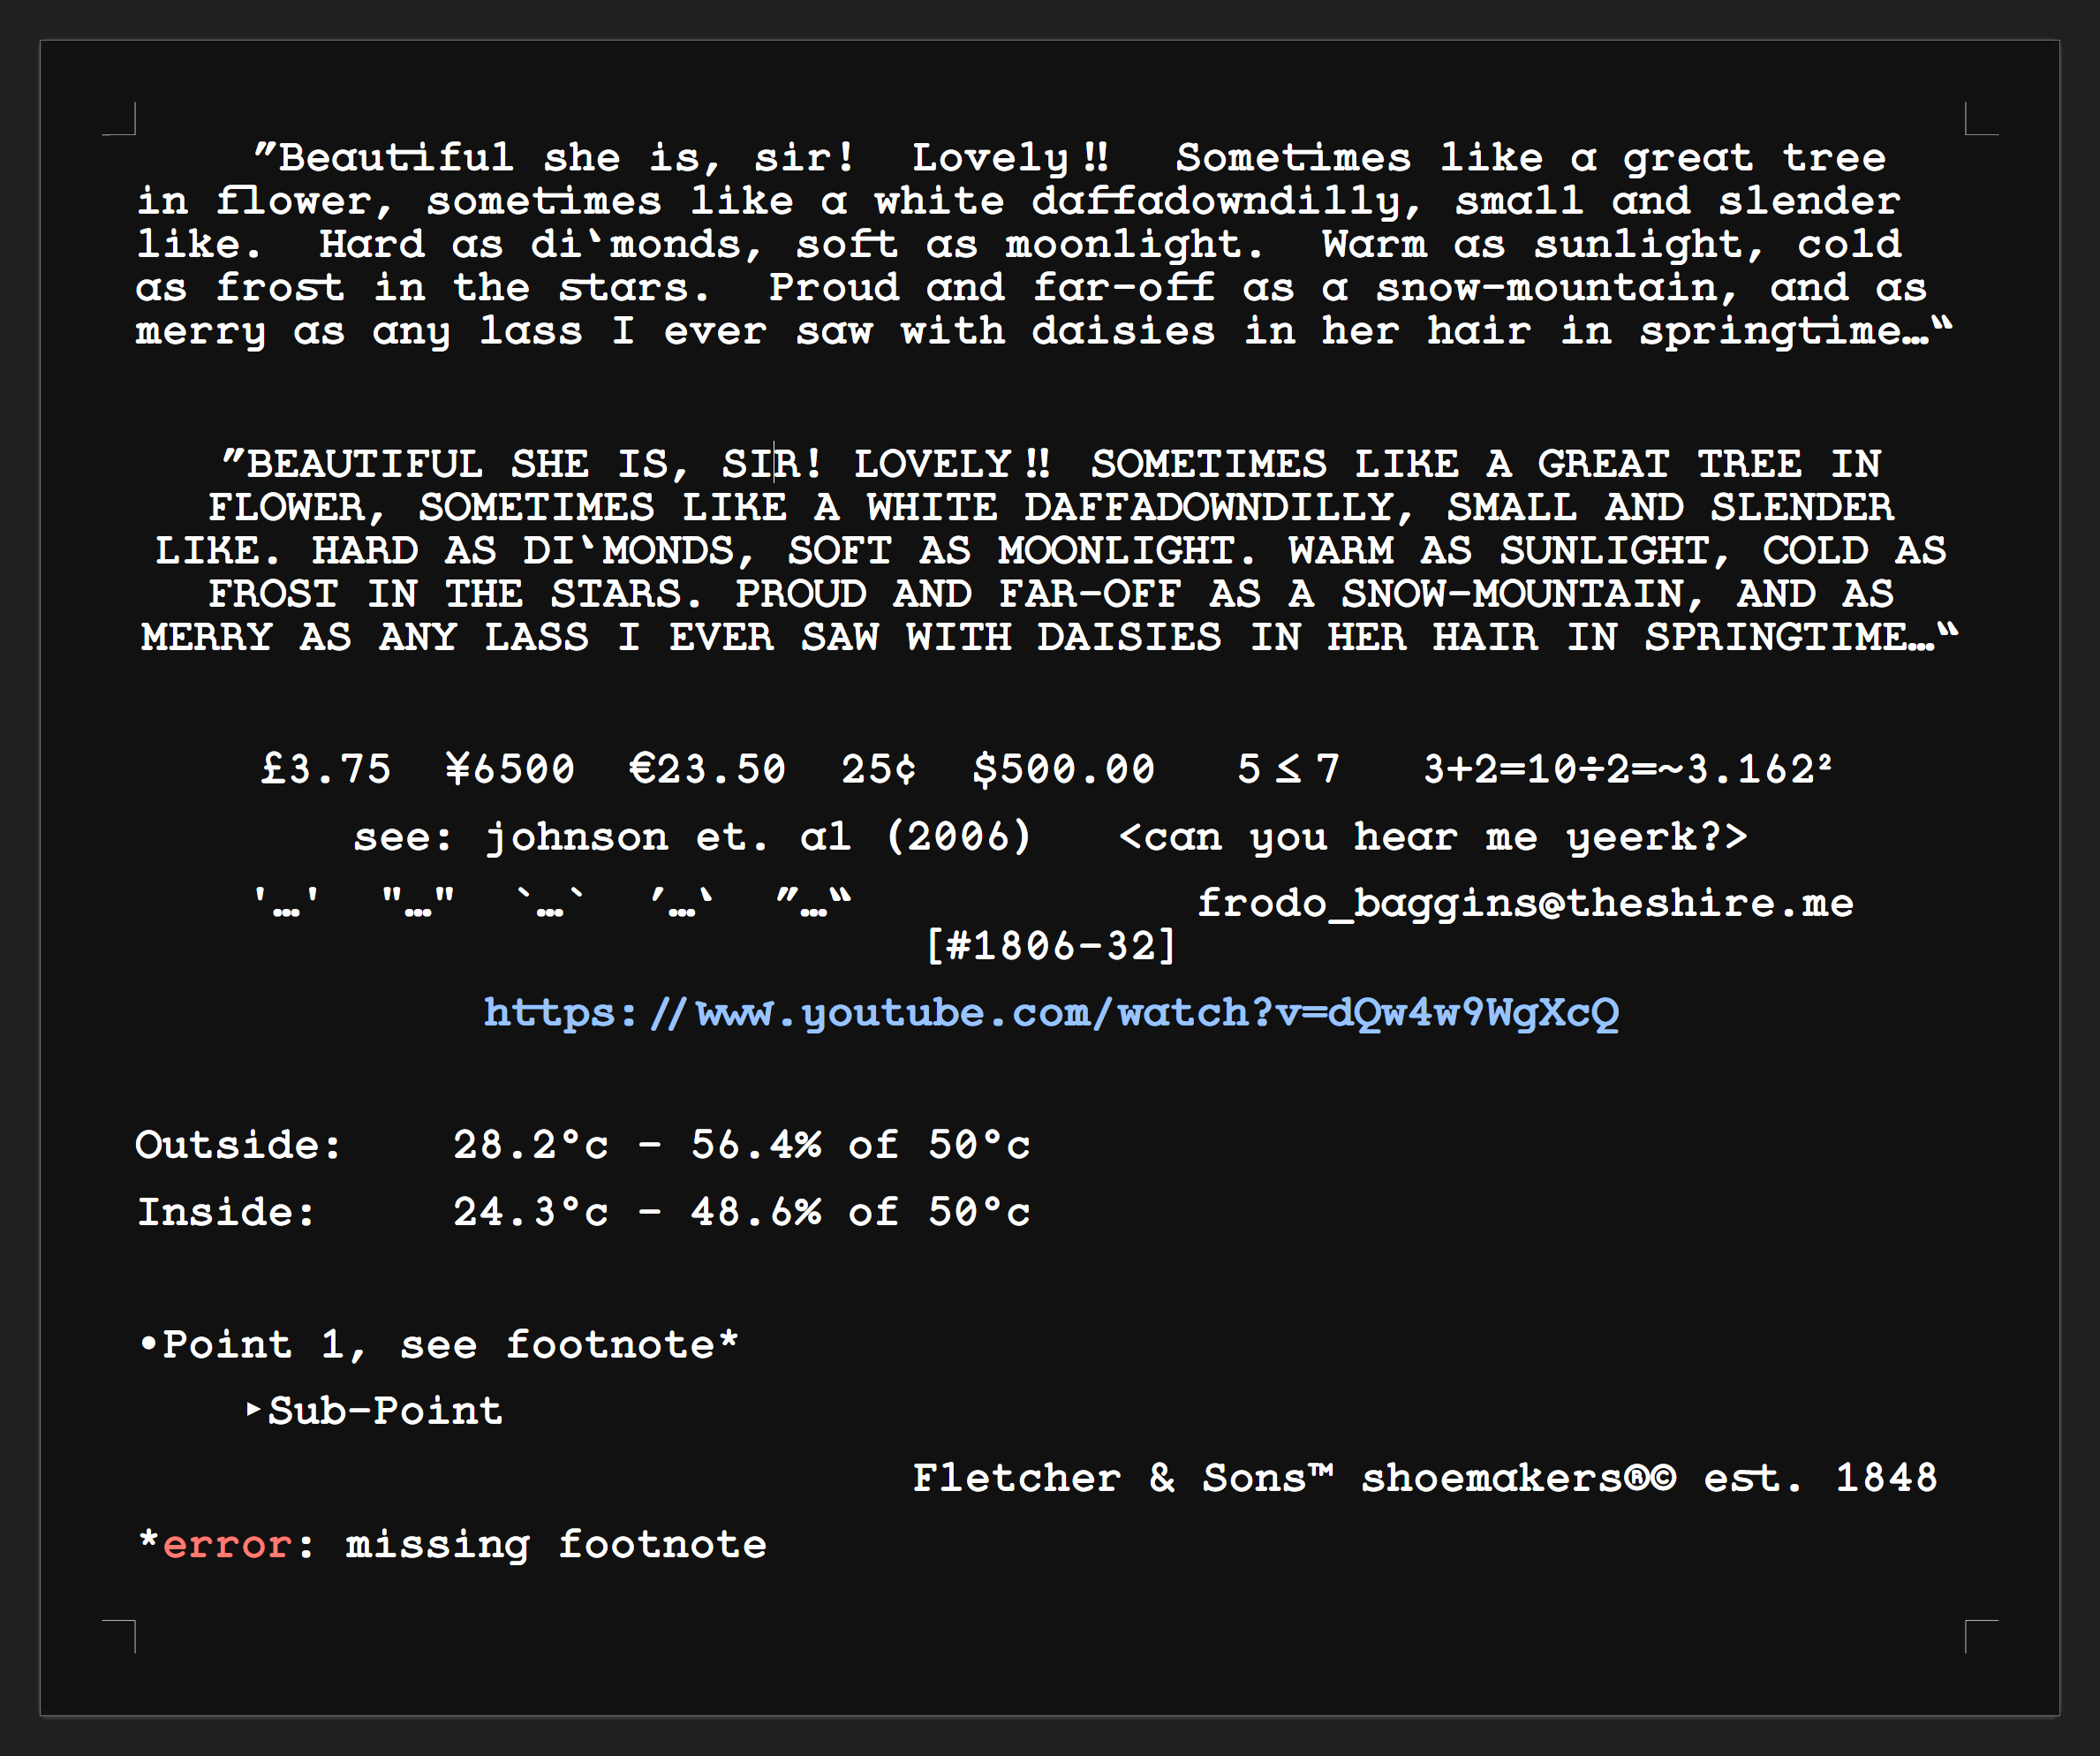 ″Beautiful she is, sir!  Lovely!!  Sometimes like a great tree
in flower, sometimes like a white daffadowndilly, small and slender
like.  Hard as di‵monds, soft as moonlight.  Warm as sunlight, cold
as frost in the stars.  Proud and far-off as a snow-mountain, and as
merry as any lass I ever saw with daisies in her hair in springtime…‶
″BEAUTIFUL SHE IS, SIR! LOVELY!! SOMETIMES LIKE A GREAT TREE IN
FLOWER, SOMETIMES LIKE A WHITE DAFFADOWNDILLY, SMALL AND SLENDER
LIKE. HARD AS DI‵MONDS, SOFT AS MOONLIGHT. WARM AS SUNLIGHT, COLD AS
FROST IN THE STARS. PROUD AND FAR-OFF AS A SNOW-MOUNTAIN, AND AS
MERRY AS ANY LASS I EVER SAW WITH DAISIES IN HER HAIR IN SPRINGTIME…‶
£3.75  ¥6500  €23.50  25¢  $500.00   5≤7   3+2=10÷2=~3.162²
see: johnson et. al (2006)   <can you hear me yeerk?>
'…'  "…"  `…`  ′…‵  ″…‶   frodo_baggins@theshire.me
[#1806-32]
https://www.youtube.com/watch?v=dQw4w9WgXcQ
Outside:    28.2°c - 56.4% of 50°c
Inside:     24.3°c - 48.6% of 50°c
•Point 1, see footnote*
‣Sub-Point
Fletcher & Sons™ shoemakers®© est. 1848
*error: missing footnote